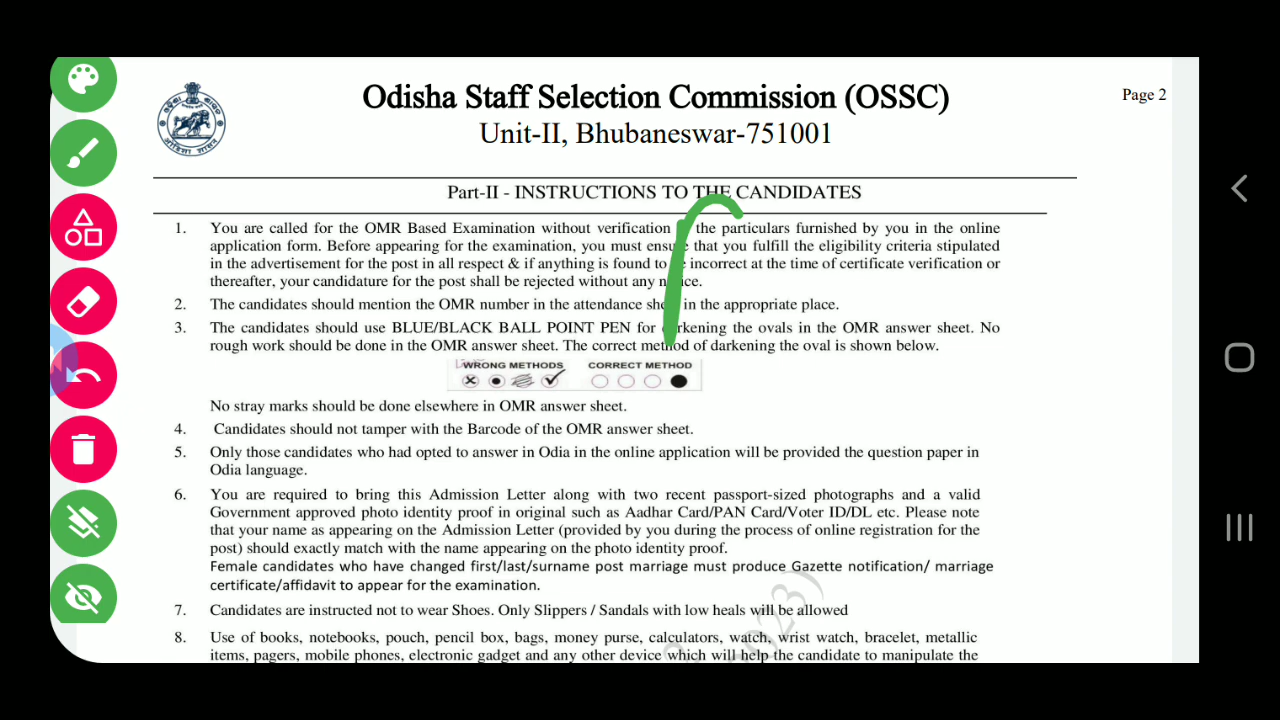 Odisha Staff Selection Commission (OSSC)
Page 2
Unit-II, Bhubaneswar-751001
Part-II - INSTRUCTIONS TO THE CANDIDATES
1. You are called for the OMR Based Examination without verification the particulars furnished by you in the online
application form. Before appearing for the examination, you must ensure that you fulfill the eligibility criteria stipulated
in the advertisement for the post in all respect & if anything is found to be incorrect at the time of certificate verification or
thereafter, your candidature for the post shall be rejected without any notice.
2. The candidates should mention the OMR number in the attendance sheet in the appropriate place.
3. The candidates should use BLUE/BLACK BALL POINT PEN for darkening the ovals in the OMR answer sheet. No
rough work should be done in the OMR answer sheet. The correct method of darkening the oval is shown below.
WRONG METHODS CORRECT METHOD
No stray marks should be done elsewhere in OMR answer sheet.
4. Candidates should not tamper with the Barcode of the OMR answer sheet.
5. Only those candidates who had opted to answer in Odia in the online application will be provided the question paper in
Odia language.
6. You are required to bring this Admission Letter along with two recent passport-sized photographs and a valid
Government approved photo identity proof in original such as Aadhar Card/PAN Card/Voter ID/DL etc. Please note
that your name as appearing on the Admission Letter (provided by you during the process of online registration for the
post) should exactly match with the name appearing on the photo identity proof.
Female candidates who have changed first/last/surname post marriage must produce Gazette notification/ marriage
certificate/affidavit to appear for the examination.
7. Candidates are instructed not to wear Shoes. Only Slippers / Sandals with low heals will be allowed
8. Use of books, notebooks, pouch, pencil box, bags, money purse, calculators, watch, wrist watch, bracelet, metallic
items, pagers, mobile phones, electronic gadget and any other device which will help the candidate to manipulate the